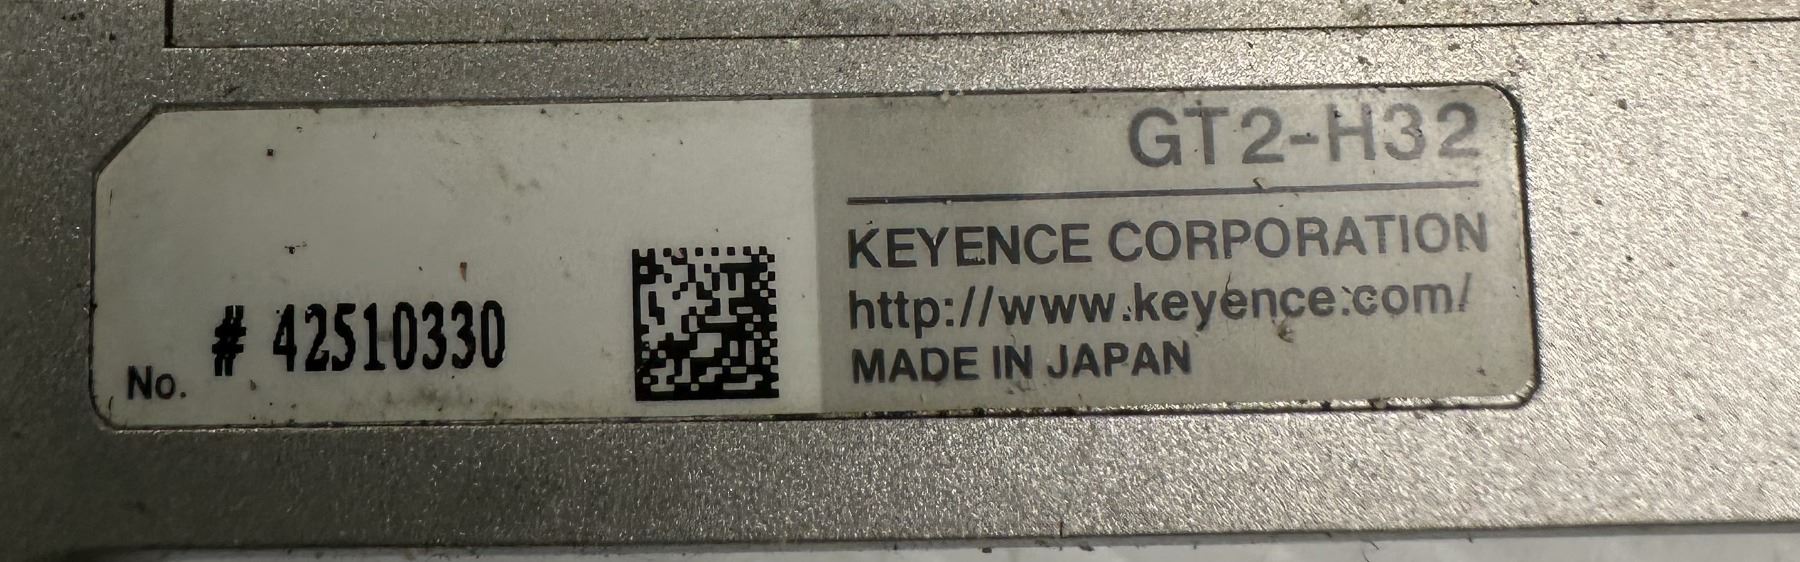 No. # 42510330
GT2-H32
KEYENCE CORPORATION
http://www.keyence.com/
MADE IN JAPAN